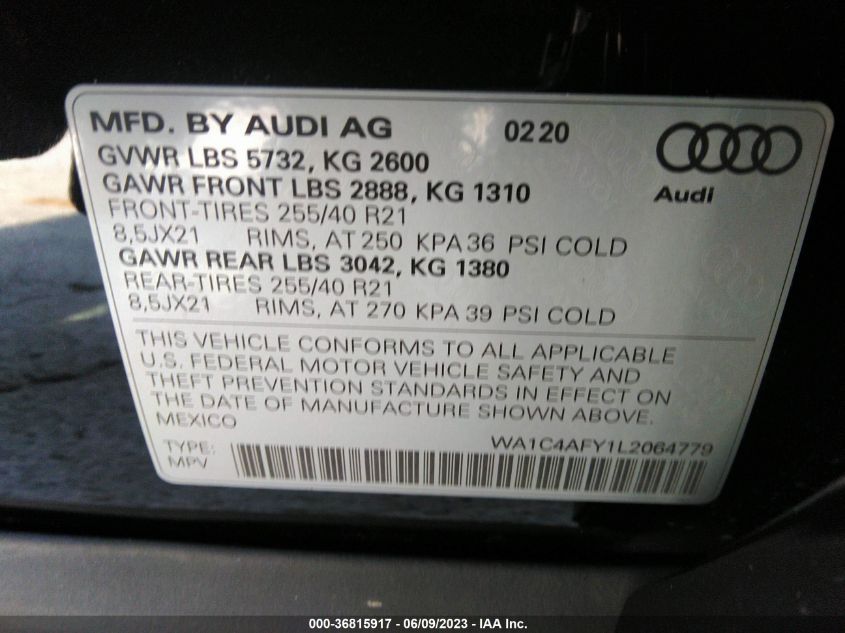 MFD. BY AUDI AG 0220
GVWR LBS 5732, KG 2600
GAWR FRONT LBS 2888, KG 1310
Audi
FRONT-TIRES 255/40 R21
8,5JX21 RIMS, AT 250 KPA 36 PSI COLD
GAWR REAR LBS 3042, KG 1380
REAR-TIRES 255/40 R21
8,5JX21 RIMS, AT 270 KPA 39 PSI COLD
THIS VEHICLE CONFORMS TO ALL APPLICABLE
U.S. FEDERAL MOTOR VEHICLE SAFETY AND
THEFT PREVENTION STANDARDS IN EFFECT ON
THE DATE OF MANUFACTURE SHOWN ABOVE.
MEXICO
TYPE: WA1C4AFY1L2064779
MPV
000-36815917 - 06/09/2023 - IAA Inc.